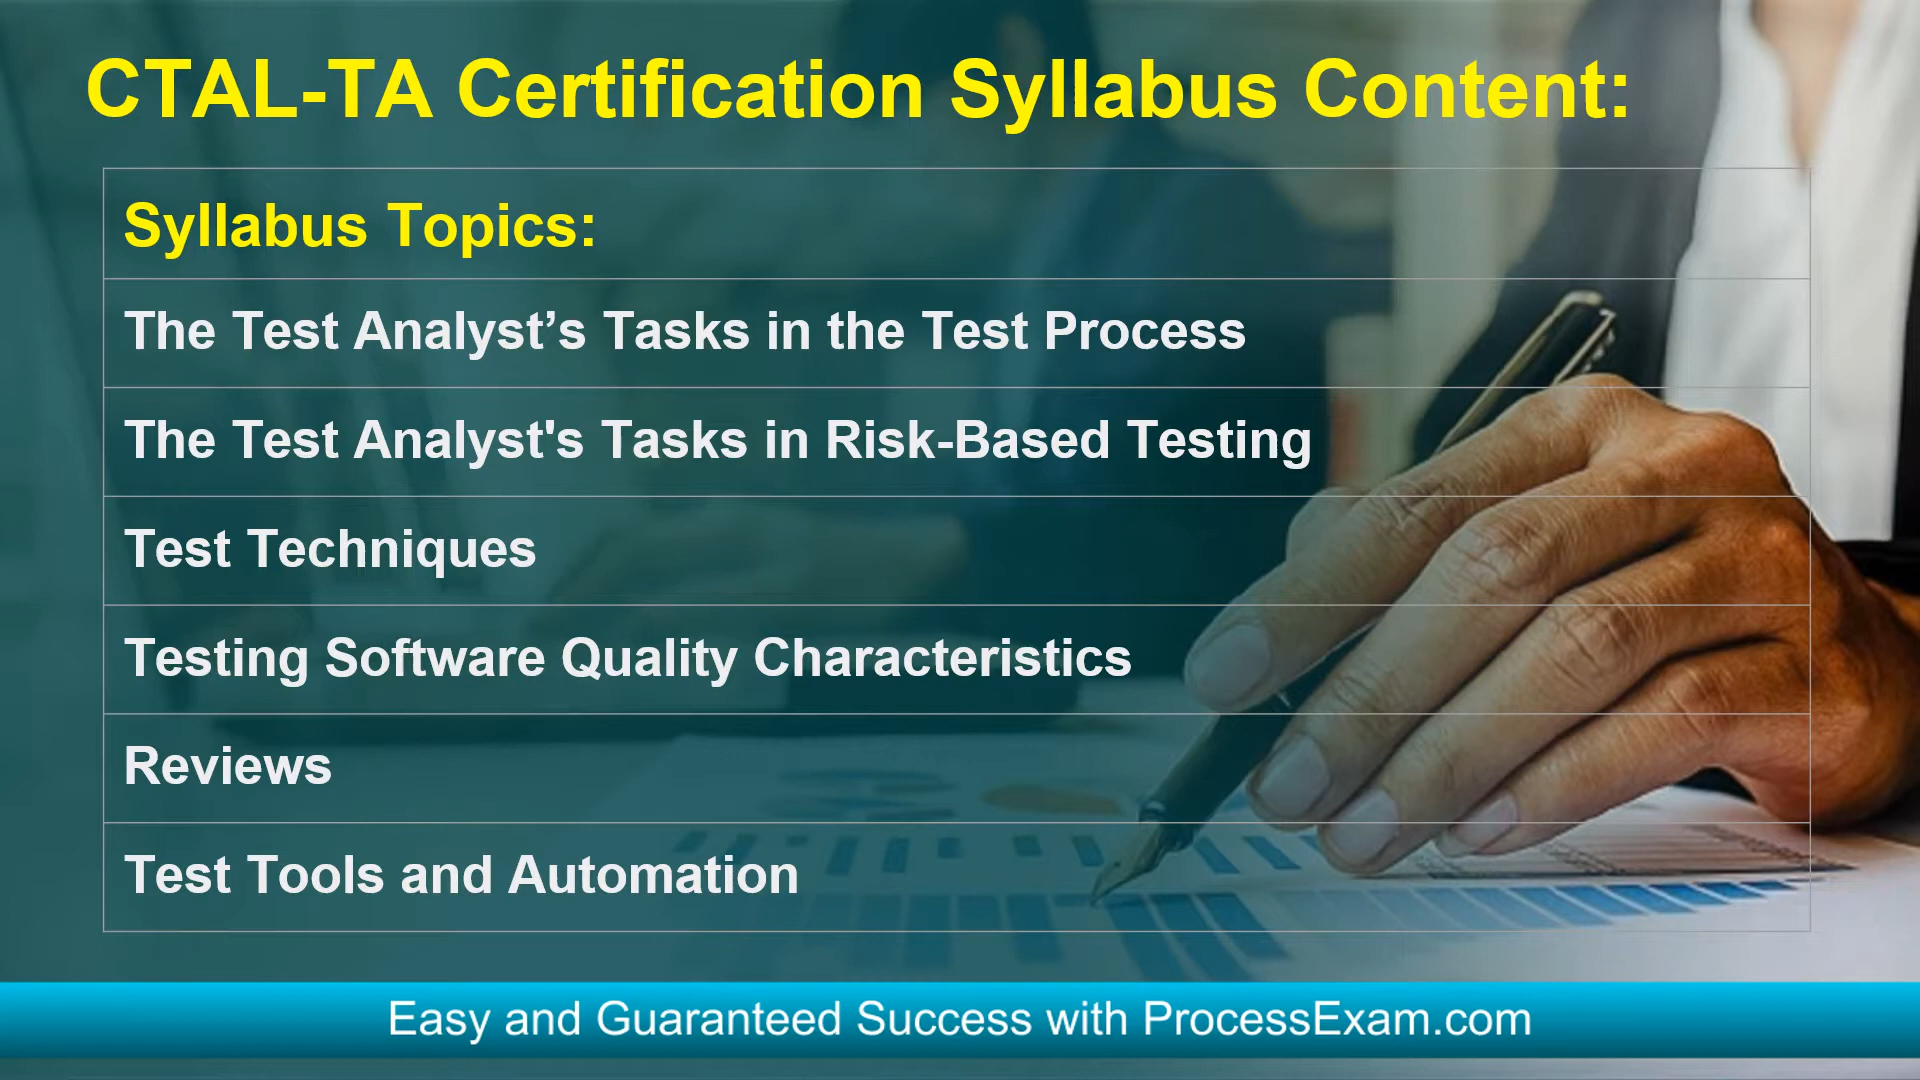 CTAL-TA Certification Syllabus Content:
Syllabus Topics:
The Test Analyst’s Tasks in the Test Process
The Test Analyst's Tasks in Risk-Based Testing
Test Techniques
Testing Software Quality Characteristics
Reviews
Test Tools and Automation
Easy and Guaranteed Success with ProcessExam.com